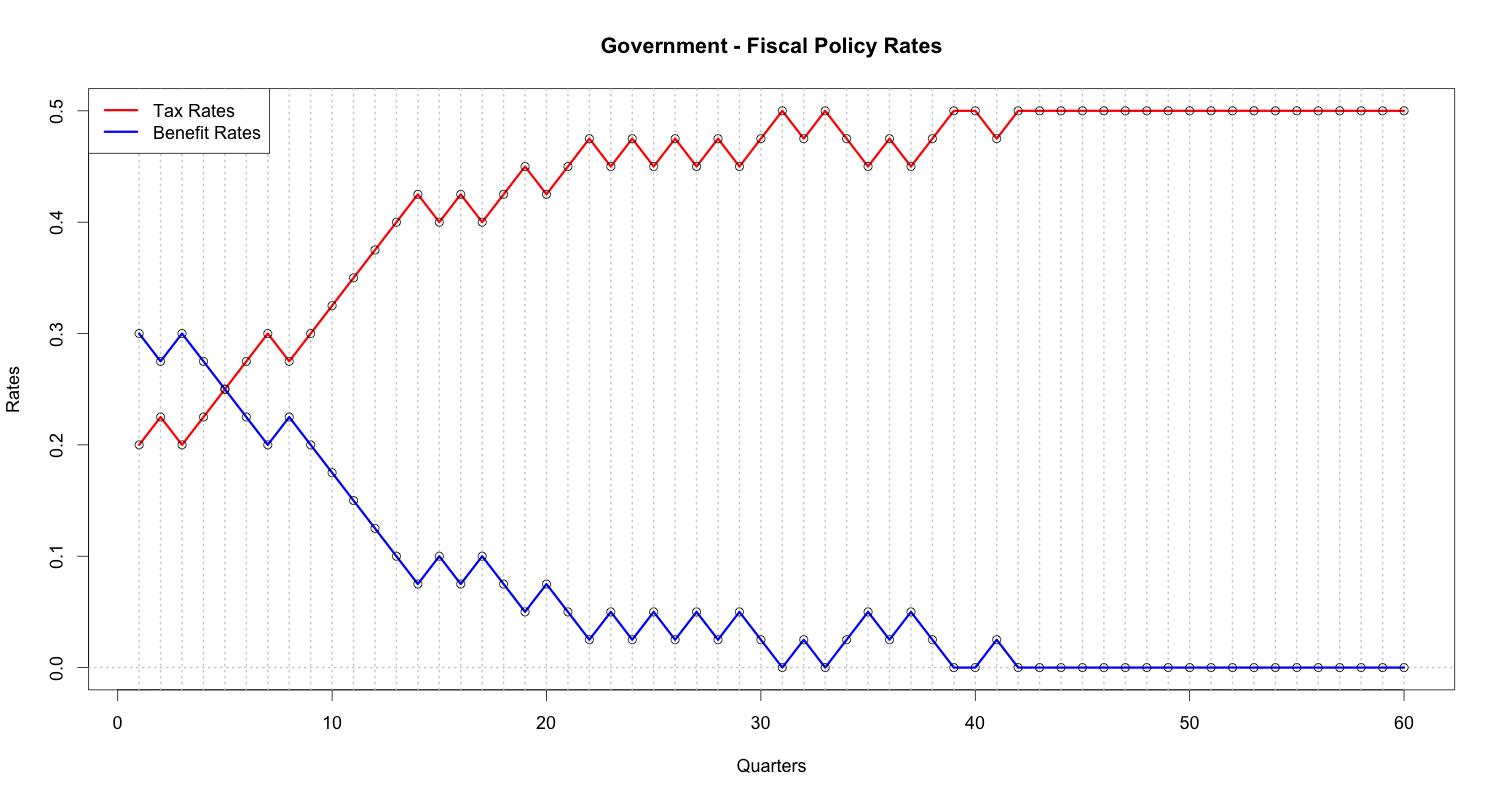 Government - Fiscal Policy Rates
Tax Rates
Benefit Rates
Rates
0.5
0.4
0.3
0.2
0.1
0.0
0 10 20 30 40 50 60
Quarters